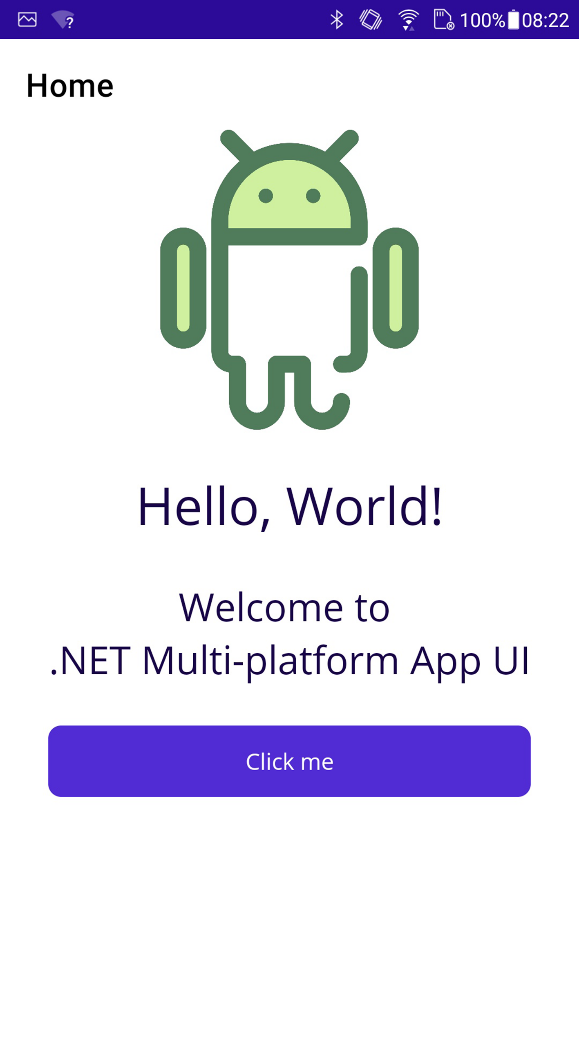 100% 08:22
Home
Hello, World!
Welcome to
.NET Multi-platform App UI
Click me